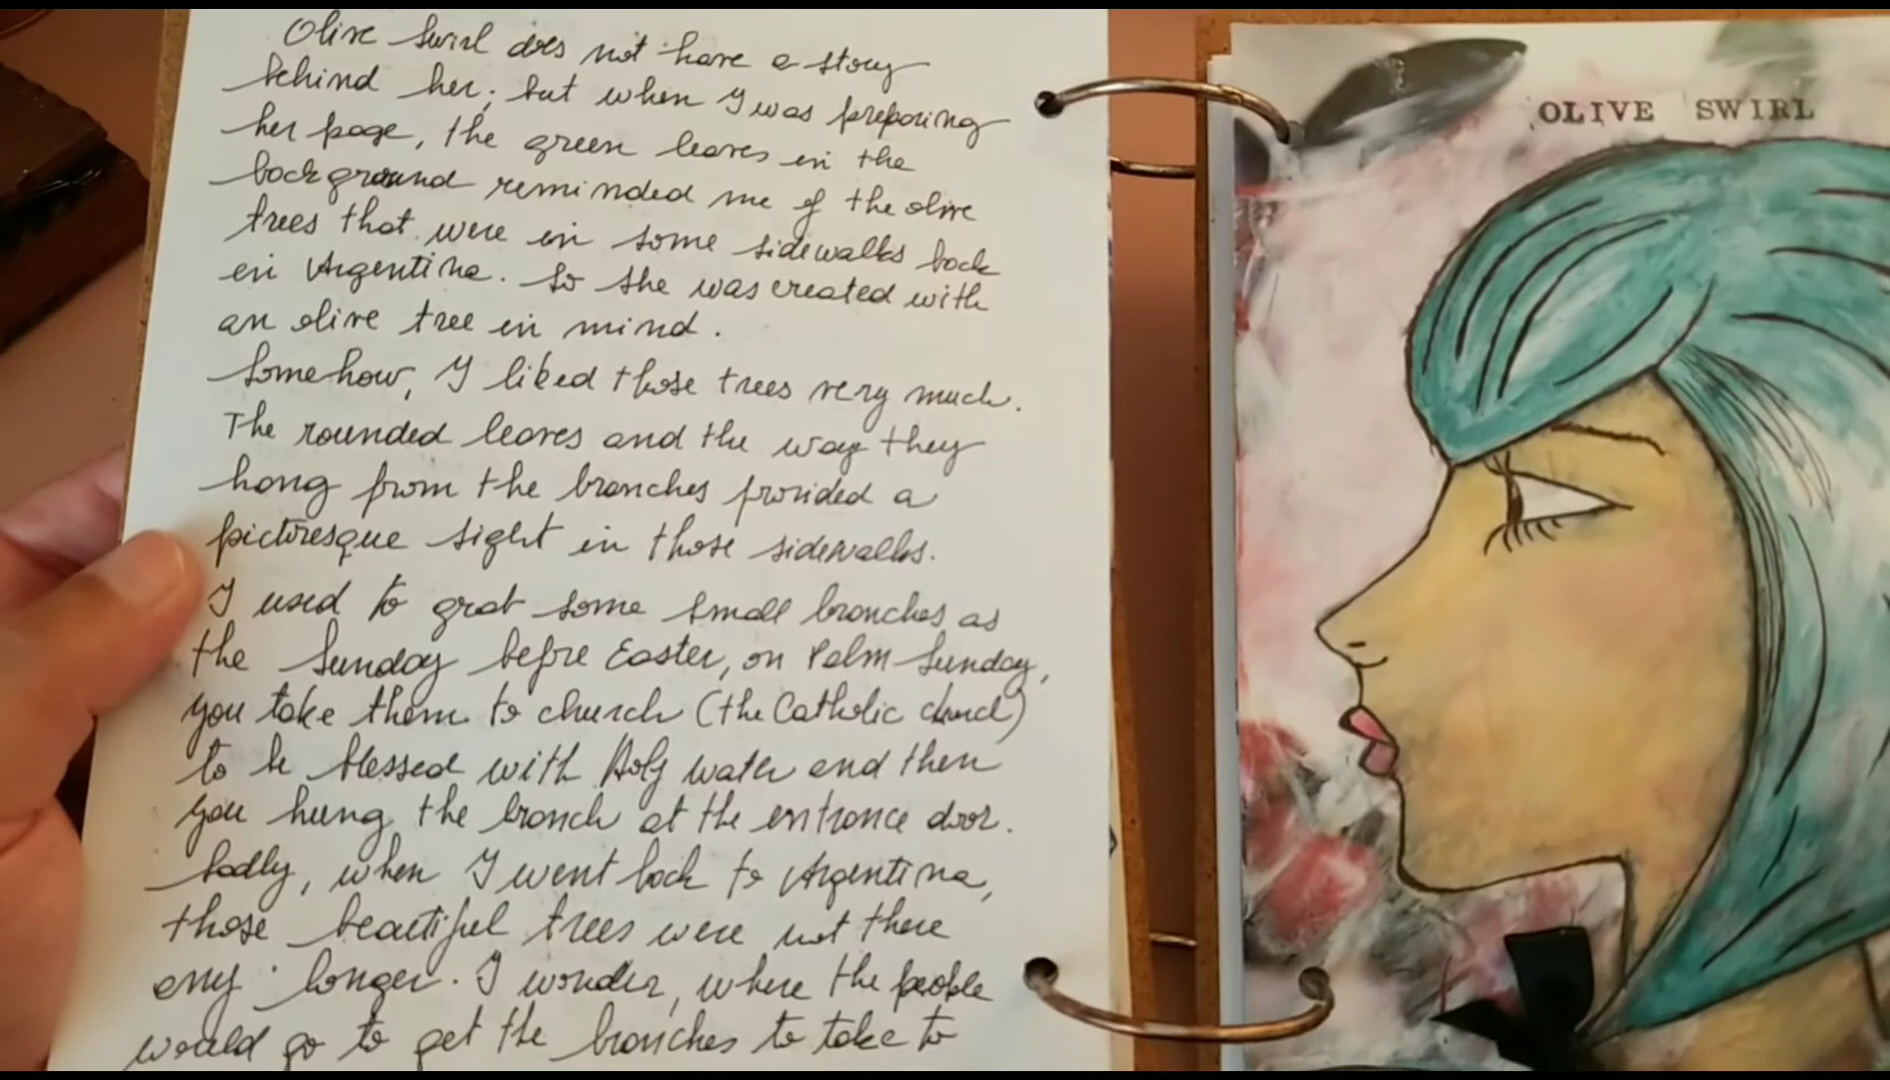 Olive Swirl does not have a story
behind her; but when I was preparing
her page, the green leaves in the
background reminded me of the olive
trees that were in some sidewalks back
in Argentina. So she was created with
an olive tree in mind.
Somehow, I liked those trees very much.
The rounded leaves and the way they
hang from the branches provided a
picturesque sight in those sidewalks.
I used to grab some small branches as
the Sunday before Easter, on Palm Sunday,
you take them to church (the Catholic church)
to be blessed with Holy water and then
you hung the branch at the entrance door.
Sadly, when I went back to Argentina,
those beautiful trees were not there
any longer. I wonder, where the people
would go to get the branches to take to
OLIVE SWIRL